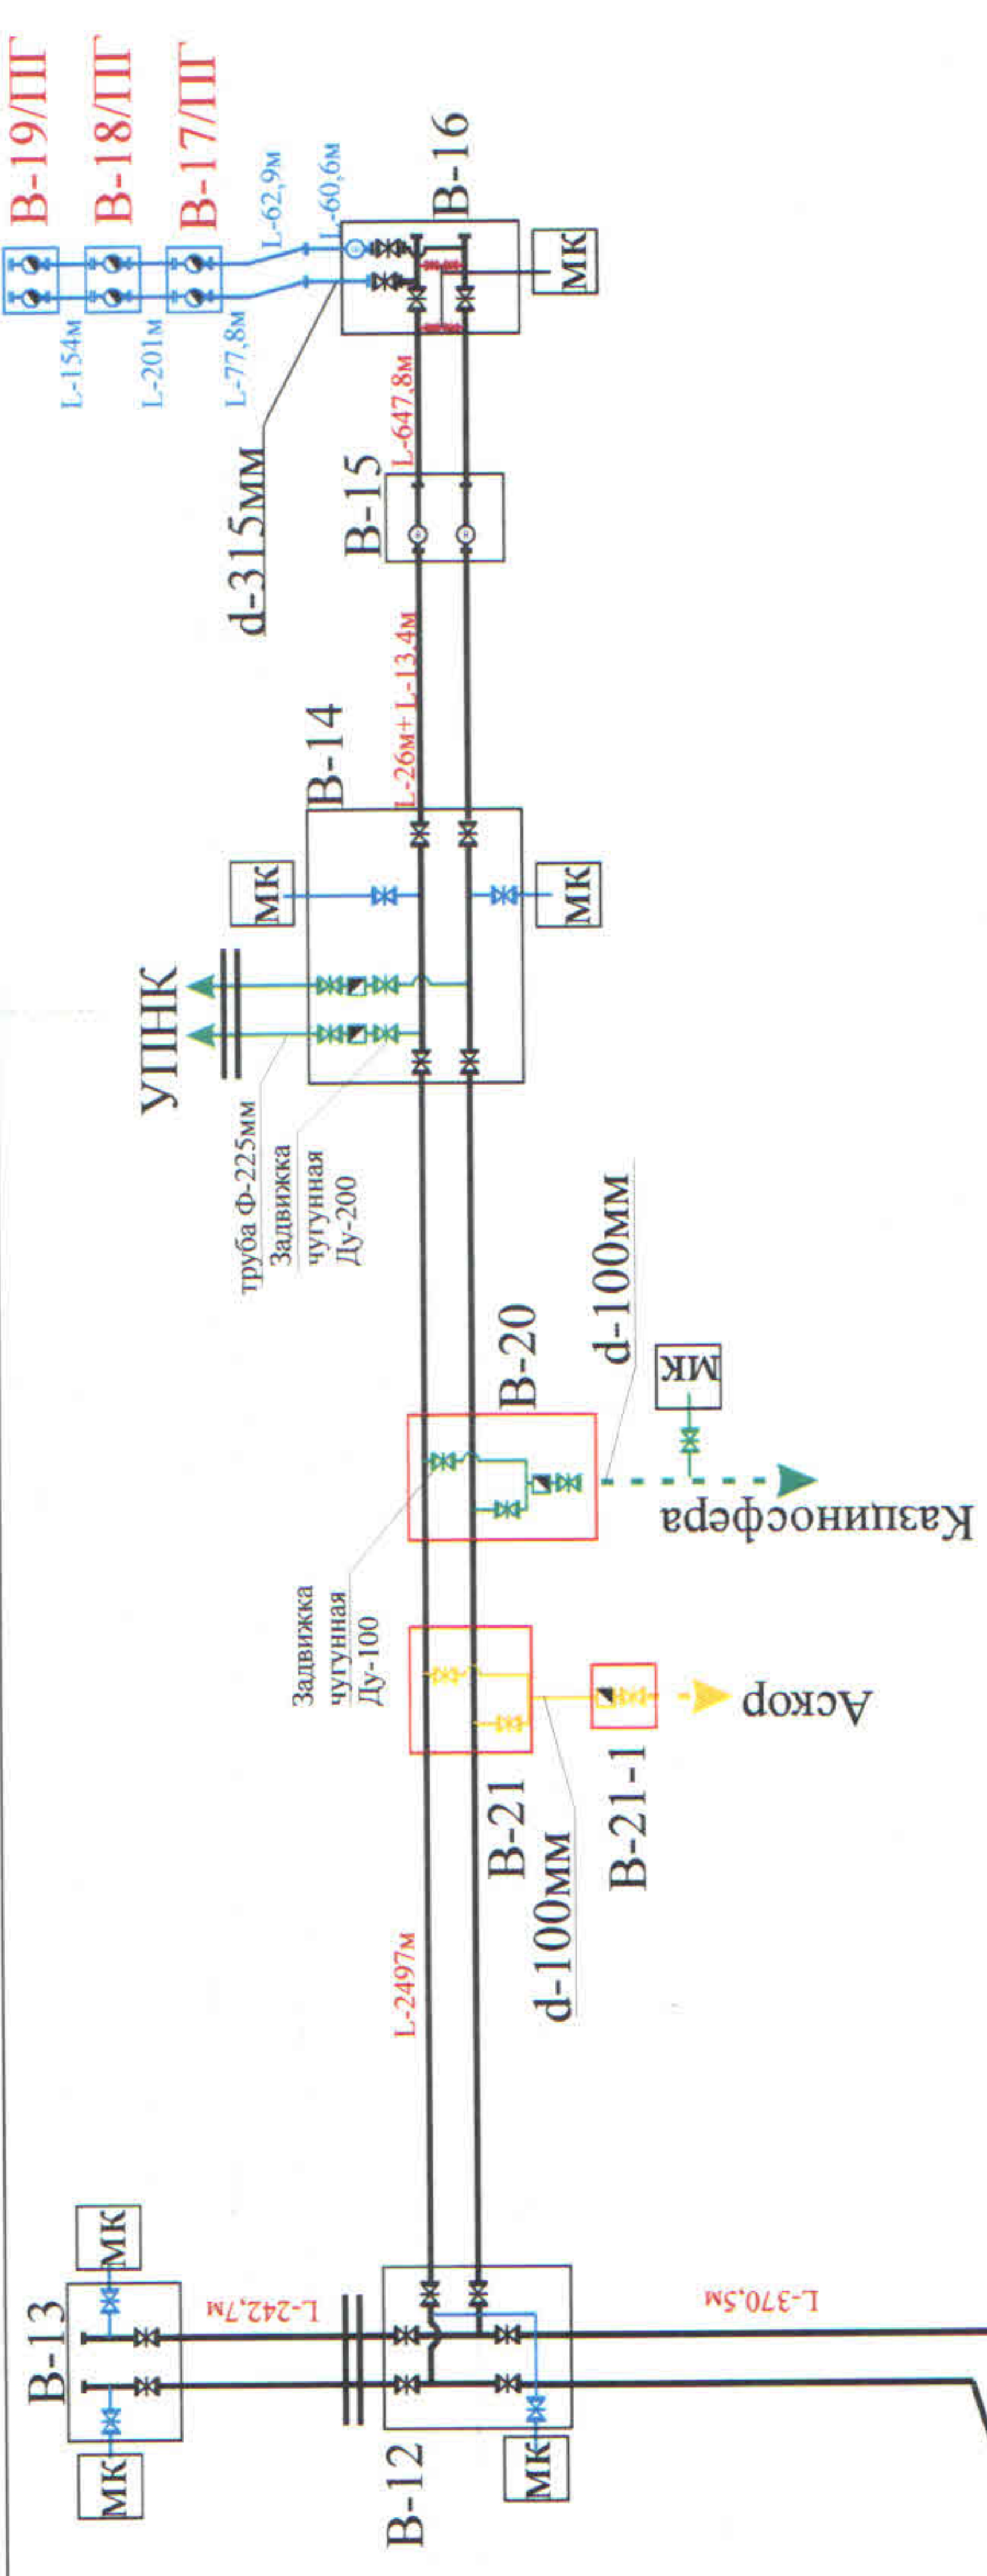 В-19/ПГ
В-18/ПГ
В-17/ПГ
L-154м
L-201м
L-77,8м
L-62,9м
L-60,6м
В-16
МК
d-315мм
L-647,8м
В-15
L-26м+ L-13.4м
В-14
МК
МК
УПНК
труба Ф-225мм
Задвижка
чугунная
Ду-200
В-20
d-100мм
МК
Казциносфера
Задвижка
чугунная
Ду-100
В-21
d-100мм
В-21-1
Аскор
L-2497м
В-13
МК
МК
L-242,7м
В-12
МК
L-370,5м